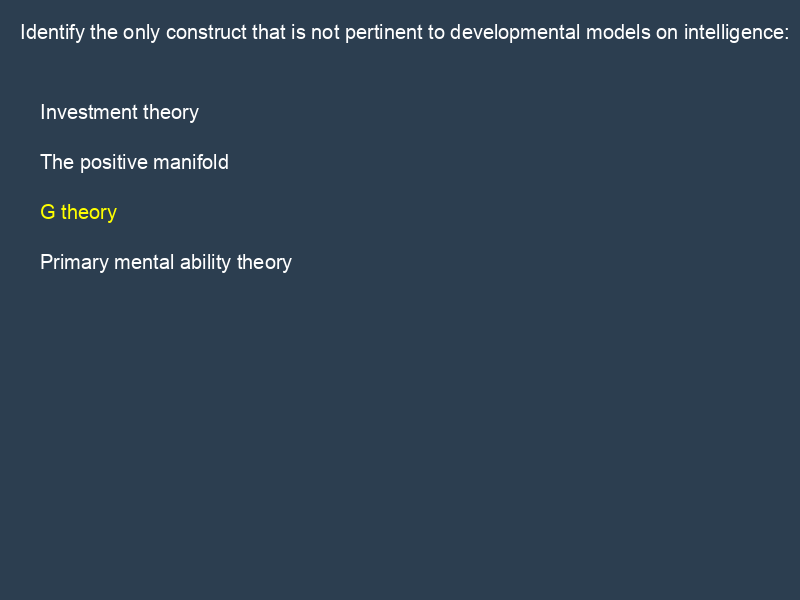 Identify the only construct that is not pertinent to developmental models on intelligence:
Investment theory
The positive manifold
G theory
Primary mental ability theory